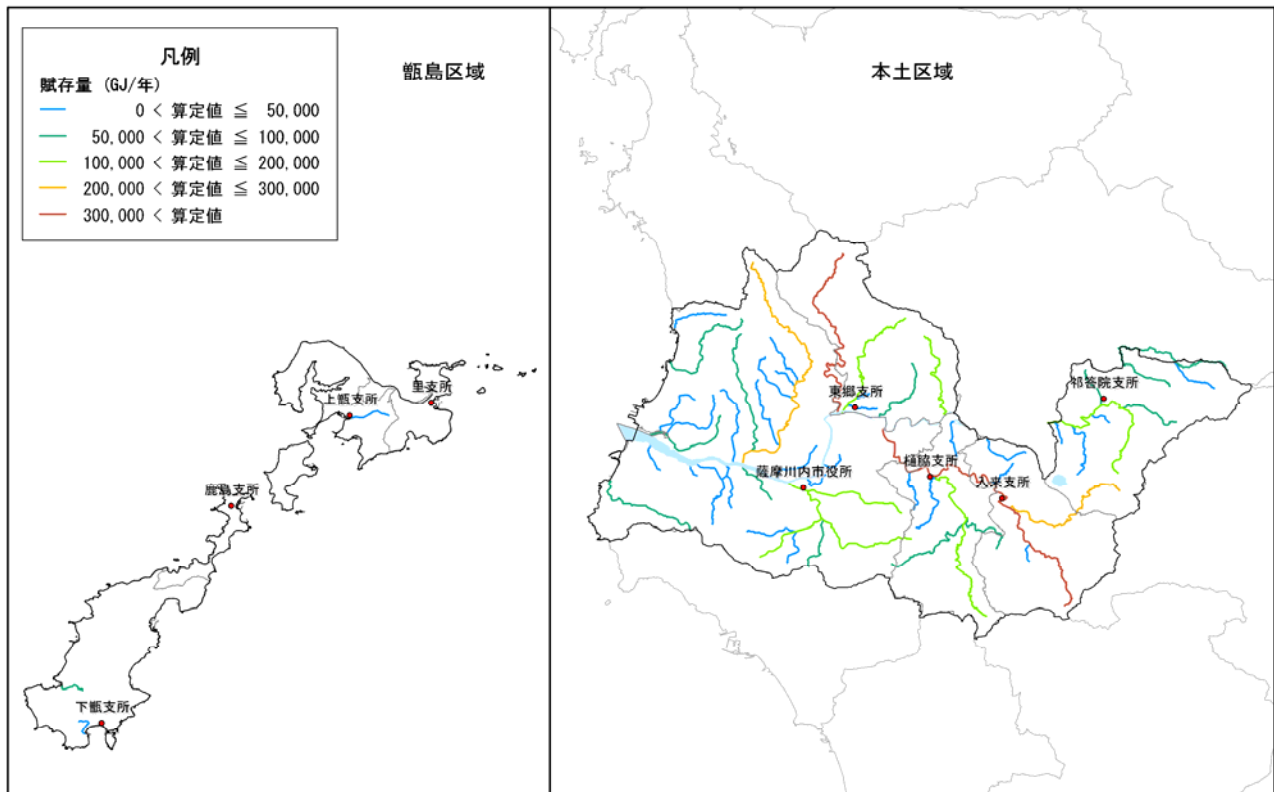 凡例
賦存量 (GJ/年)
0 < 算定値 ≦ 50,000
50,000 < 算定値 ≦ 100,000
100,000 < 算定値 ≦ 200,000
200,000 < 算定値 ≦ 300,000
300,000 < 算定値
甑島区域
本土区域
里支所
上甑支所
鹿島支所
下甑支所
祁答院支所
東郷支所
樋脇支所
薩摩川内市役所
入来支所